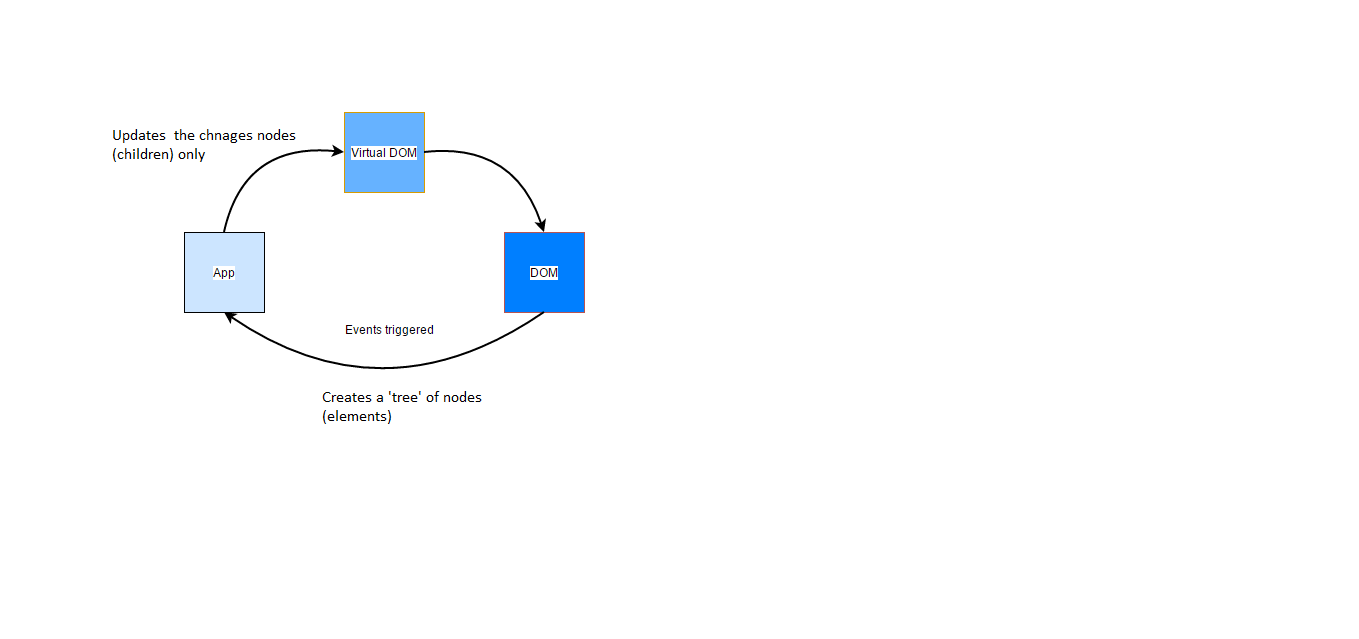 Updates  the chnages nodes
(children) only
Virtual DOM
App
DOM
Events triggered
Creates a 'tree' of nodes
(elements)